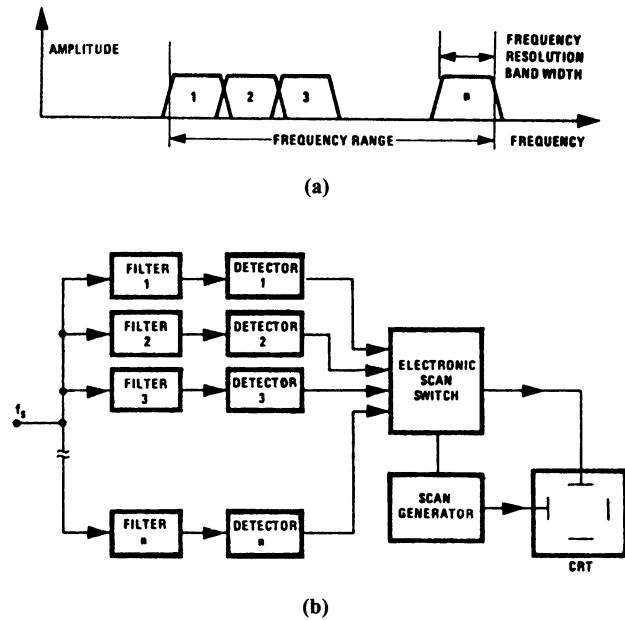 AMPLITUDE
FREQUENCY
RESOLUTION
BAND WIDTH
1
2
3
n
FREQUENCY RANGE
FREQUENCY
(a)
FILTER
1
DETECTOR
1
FILTER
2
DETECTOR
2
FILTER
3
DETECTOR
3
ELECTRONIC
SCAN
SWITCH
fs
FILTER
n
DETECTOR
n
SCAN
GENERATOR
CRT
(b)